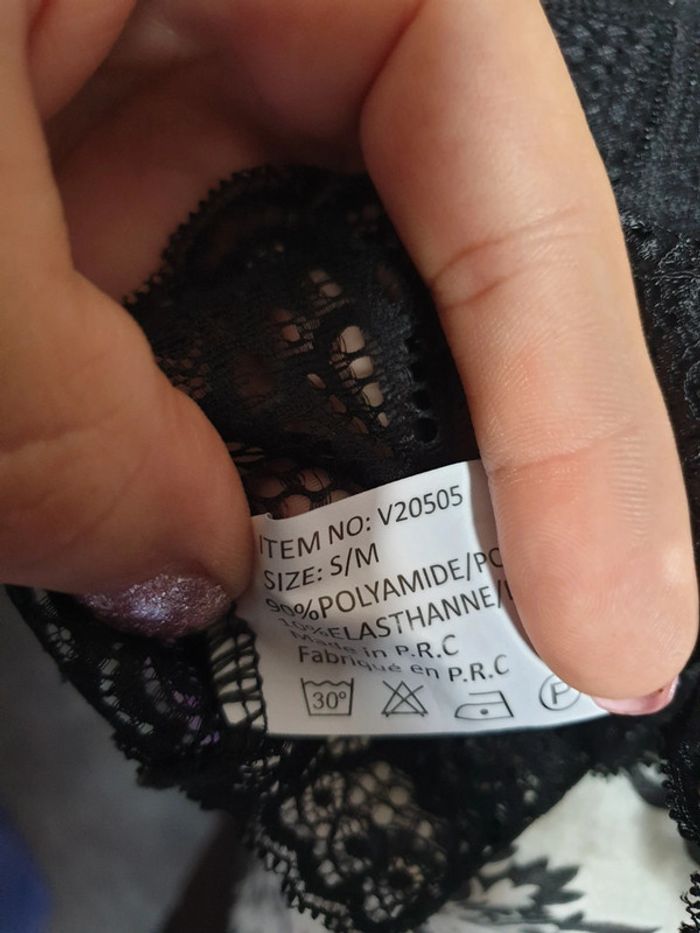 ITEM NO: V20505
SIZE: S/M
90%POLYAMIDE/PO
10%ELASTHANNE/
Made in P.R.C
Fabriqué en P.R.C
30°
P